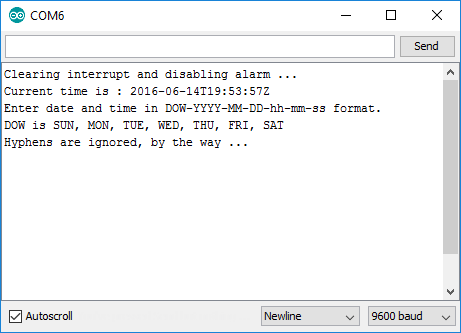 COM6
Send
Clearing interrupt and disabling alarm ...
Current time is : 2016-06-14T19:53:57Z
Enter date and time in DOW-YYYY-MM-DD-hh-mm-ss format.
DOW is SUN, MON, TUE, WED, THU, FRI, SAT
Hyphens are ignored, by the way ...
Autoscroll Newline 9600 baud